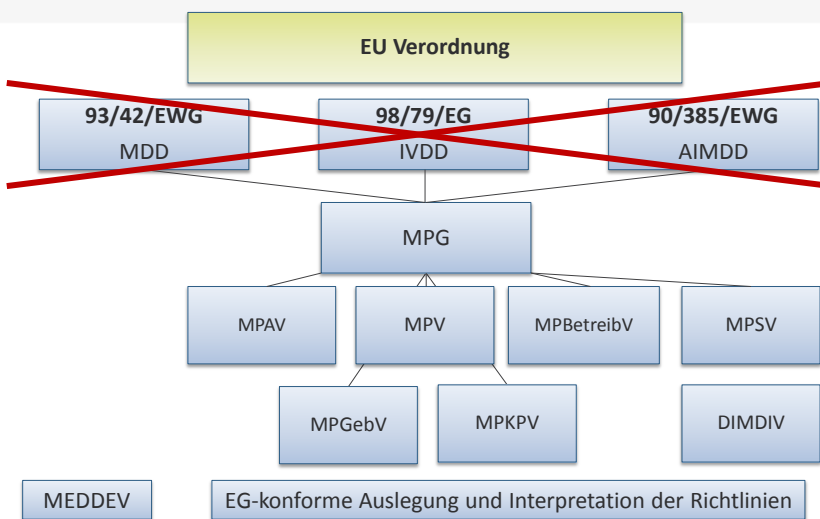 EU Verordnung
93/42/EWG
MDD
98/79/EG
IVDD
90/385/EWG
AIMDD
MPG
MPAV
MPV
MPBetreibV
MPSV
MPGebV
MPKPV
DIMDIV
MEDDEV
EG-konforme Auslegung und Interpretation der Richtlinien